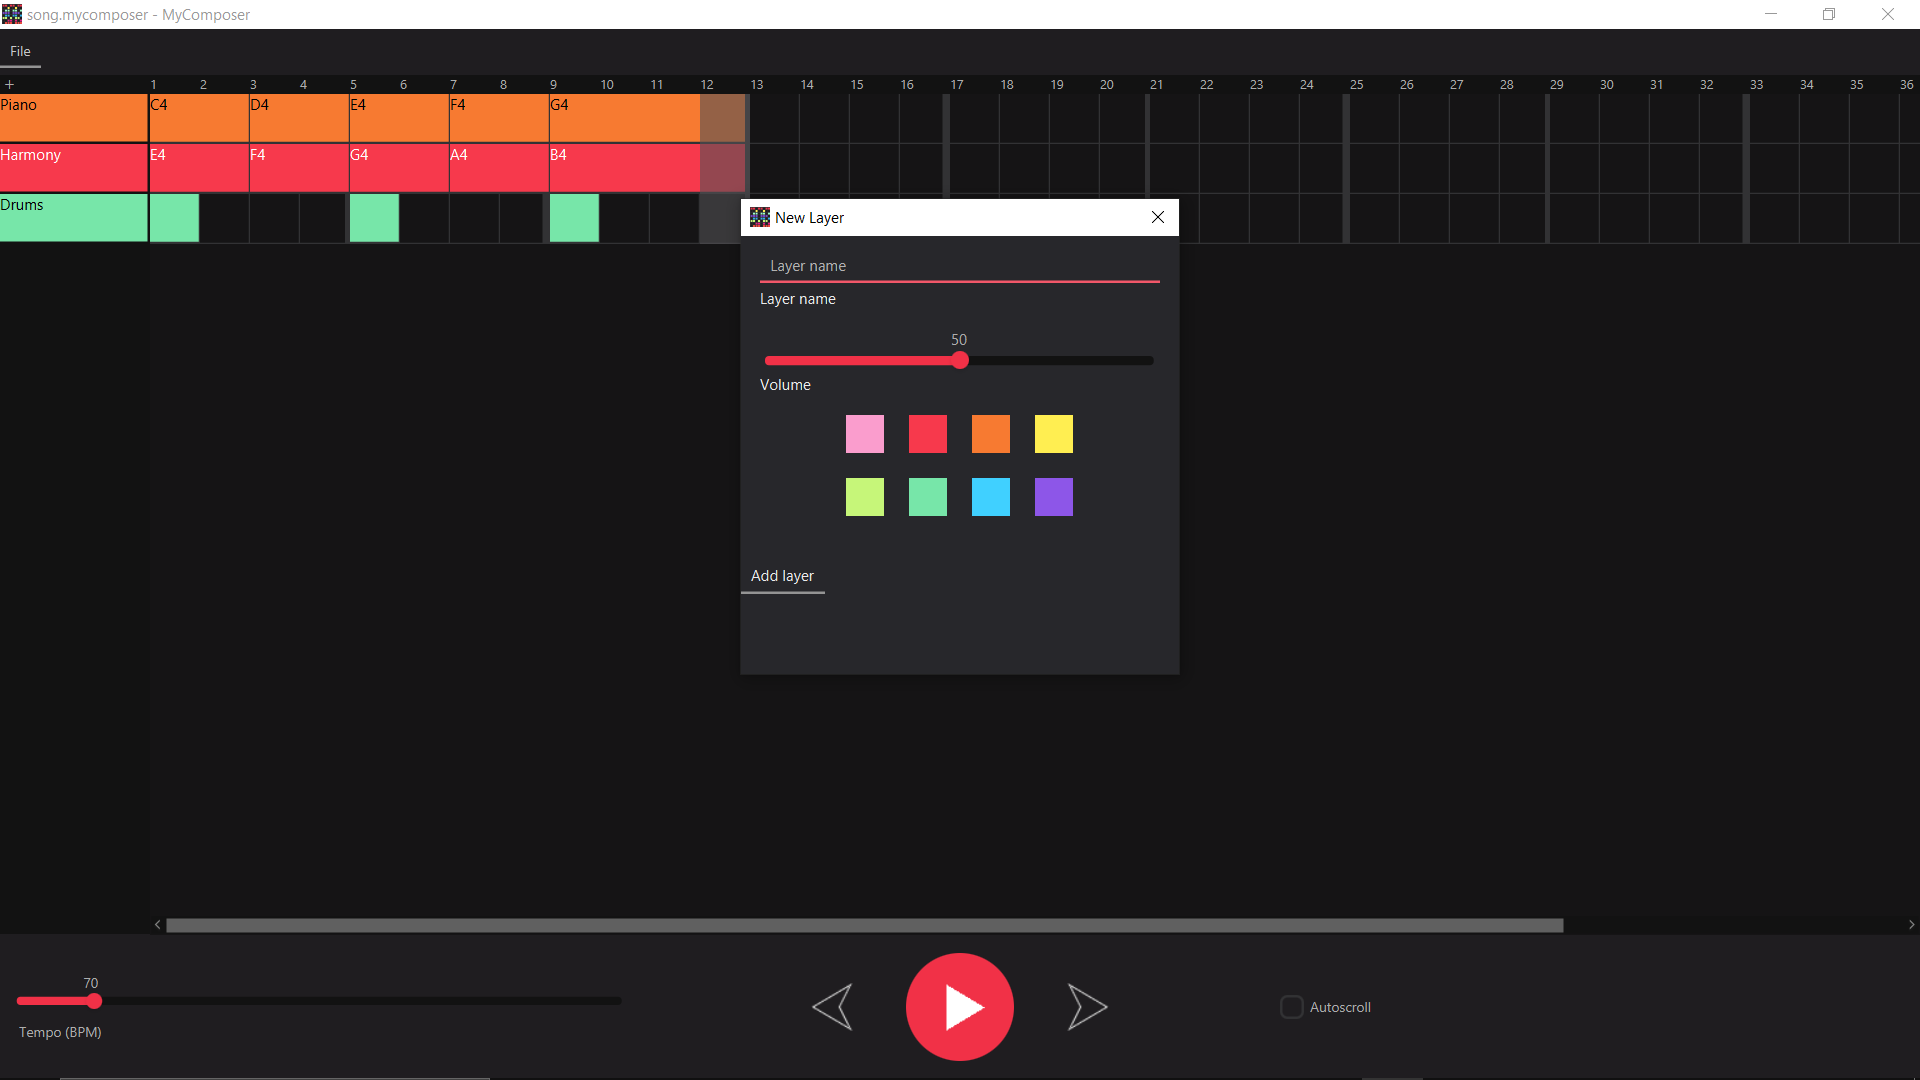 song.mycomposer - MyComposer
File
+ 1 2 3 4 5 6 7 8 9 10 11 12 13 14 15 16 17 18 19 20 21 22 23 24 25 26 27 28 29 30 31 32 33 34 35 36
Piano C4 D4 E4 F4 G4
Harmony E4 F4 G4 A4 B4
Drums
New Layer
Layer name
Layer name
50
Volume
Add layer
70
Tempo (BPM)
Autoscroll